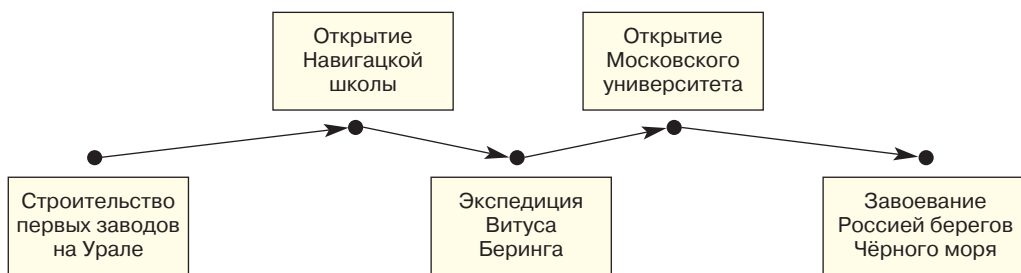 Открытие
Навигацкой
школы
Открытие
Московского
университета
Строительство
первых заводов
на Урале
Экспедиция
Витуса
Беринга
Завоевание
Россией берегов
Чёрного моря